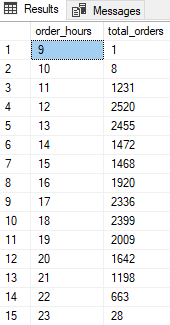 Results Messages
order_hours total_orders
1 9 1
2 10 8
3 11 1231
4 12 2520
5 13 2455
6 14 1472
7 15 1468
8 16 1920
9 17 2336
10 18 2399
11 19 2009
12 20 1642
13 21 1198
14 22 663
15 23 28